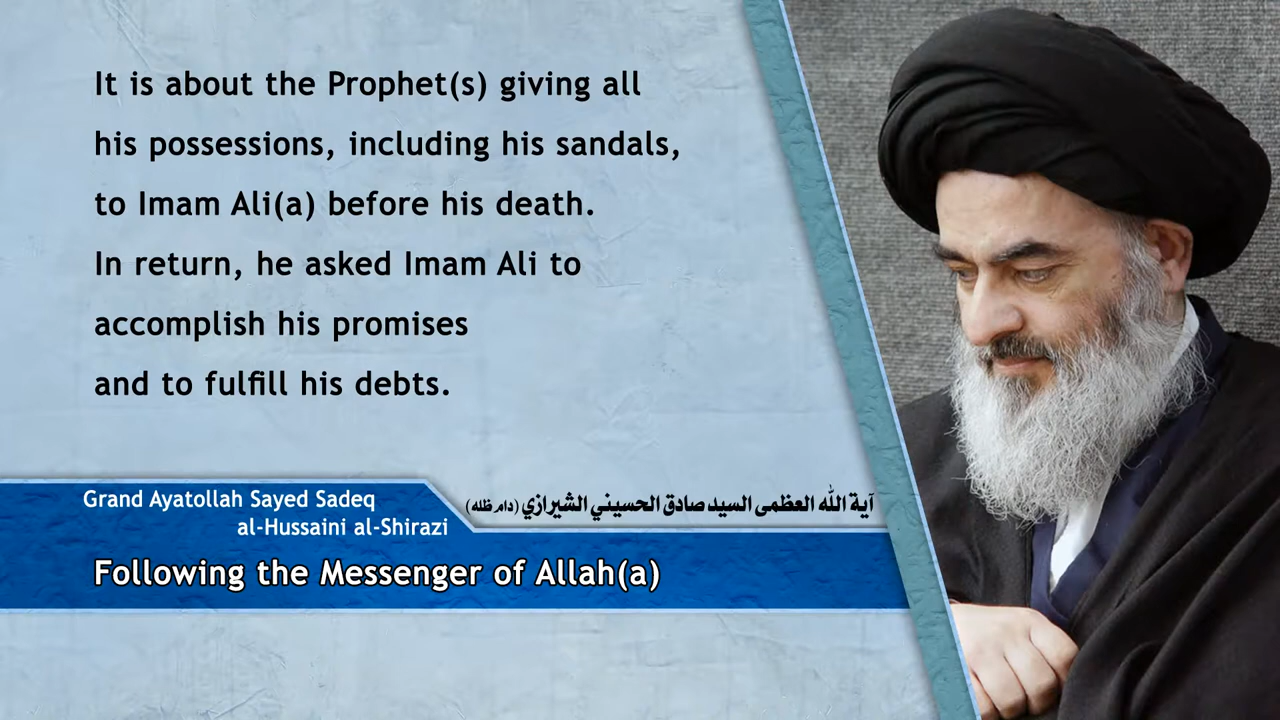 It is about the Prophet(s) giving all
his possessions, including his sandals,
to Imam Ali(a) before his death.
In return, he asked Imam Ali to
accomplish his promises
and to fulfill his debts.
Grand Ayatollah Sayed Sadeq
al-Hussaini al-Shirazi
آية الله العظمى السيد صادق الحسيني الشيرازي (دام ظله)
Following the Messenger of Allah(a)